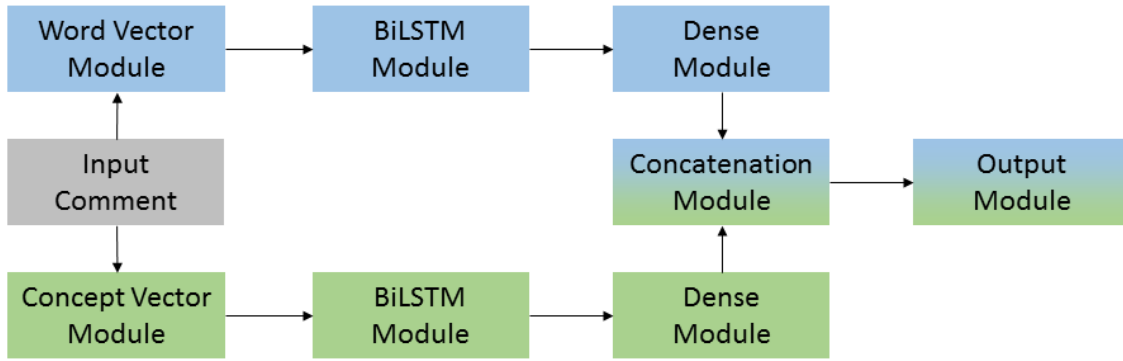 Word Vector
Module
BiLSTM
Module
Dense
Module
Input
Comment
Concatenation
Module
Output
Module
Concept Vector
Module
BiLSTM
Module
Dense
Module